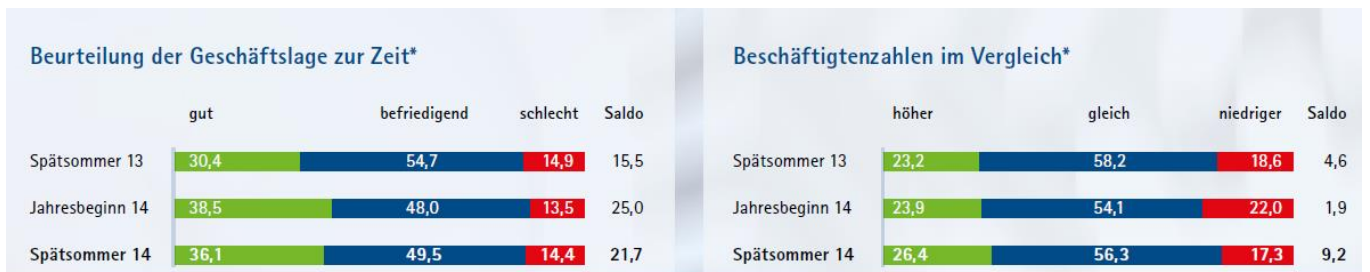 Beurteilung der Geschäftslage zur Zeit*
gut befriedigend schlecht Saldo
Spätsommer 13 30,4 54,7 14,9 15,5
Jahresbeginn 14 38,5 48,0 13,5 25,0
Spätsommer 14 36,1 49,5 14,4 21,7
Beschäftigtenzahlen im Vergleich*
höher gleich niedriger Saldo
Spätsommer 13 23,2 58,2 18,6 4,6
Jahresbeginn 14 23,9 54,1 22,0 1,9
Spätsommer 14 26,4 56,3 17,3 9,2